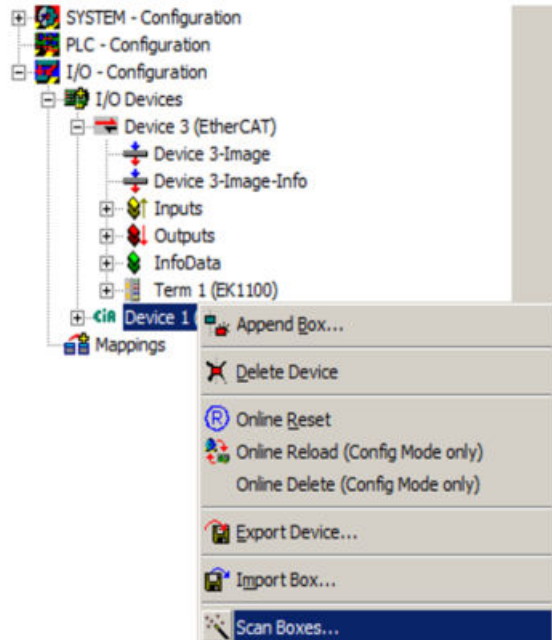 SYSTEM - Configuration
PLC - Configuration
I/O - Configuration
I/O Devices
Device 3 (EtherCAT)
Device 3-Image
Device 3-Image-Info
Inputs
Outputs
InfoData
Term 1 (EK1100)
CiA Device 1 (
Mappings
Append Box...
Delete Device
R Online Reset
Online Reload (Config Mode only)
Online Delete (Config Mode only)
Export Device...
Import Box...
Scan Boxes...